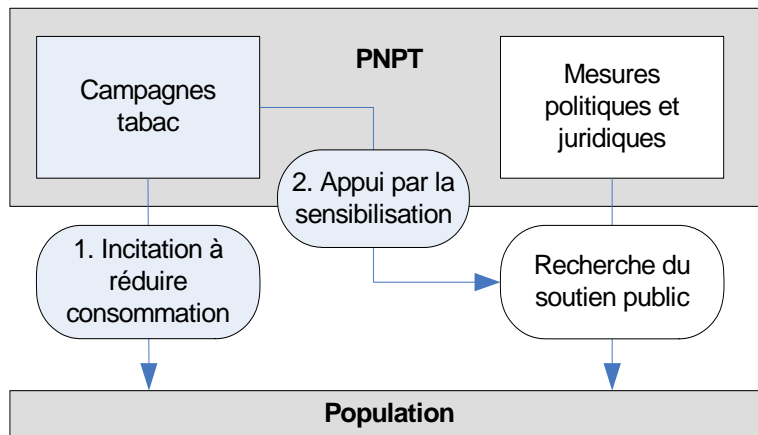 PNPT
Campagnes
tabac
Mesures
politiques et
juridiques
2. Appui par la
sensibilisation
1. Incitation à
réduire
consommation
Recherche du
soutien public
Population